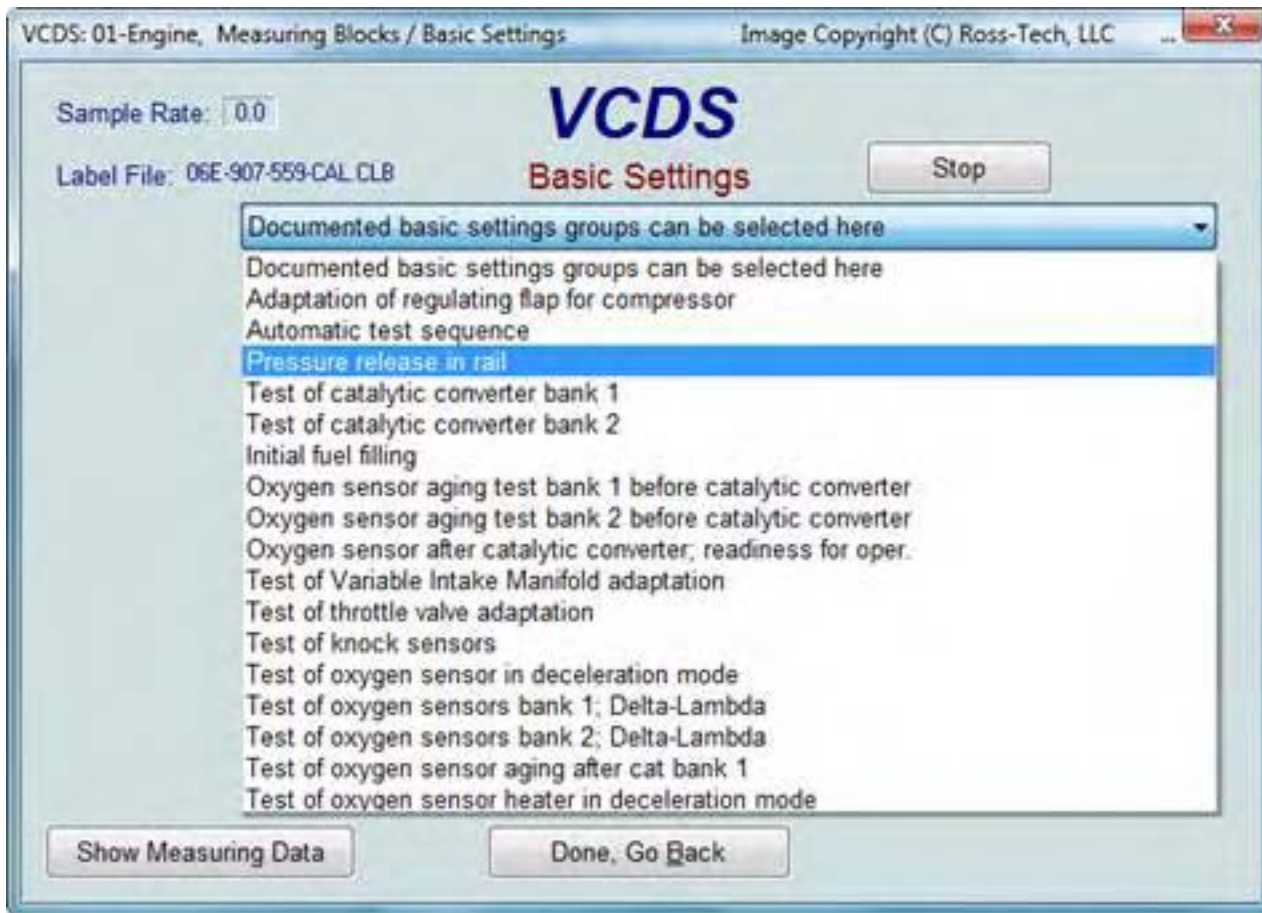 VCDS: 01-Engine, Measuring Blocks / Basic Settings Image Copyright (C) Ross-Tech, LLC
Sample Rate: 0.0
VCDS
Label File: 06E-907-559-CAL.CLB
Basic Settings
Stop
Documented basic settings groups can be selected here
Documented basic settings groups can be selected here
Adaptation of regulating flap for compressor
Automatic test sequence
Pressure release in rail
Test of catalytic converter bank 1
Test of catalytic converter bank 2
Initial fuel filling
Oxygen sensor aging test bank 1 before catalytic converter
Oxygen sensor aging test bank 2 before catalytic converter
Oxygen sensor after catalytic converter; readiness for oper.
Test of Variable Intake Manifold adaptation
Test of throttle valve adaptation
Test of knock sensors
Test of oxygen sensor in deceleration mode
Test of oxygen sensors bank 1; Delta-Lambda
Test of oxygen sensors bank 2; Delta-Lambda
Test of oxygen sensor aging after cat bank 1
Test of oxygen sensor heater in deceleration mode
Show Measuring Data
Done, Go Back